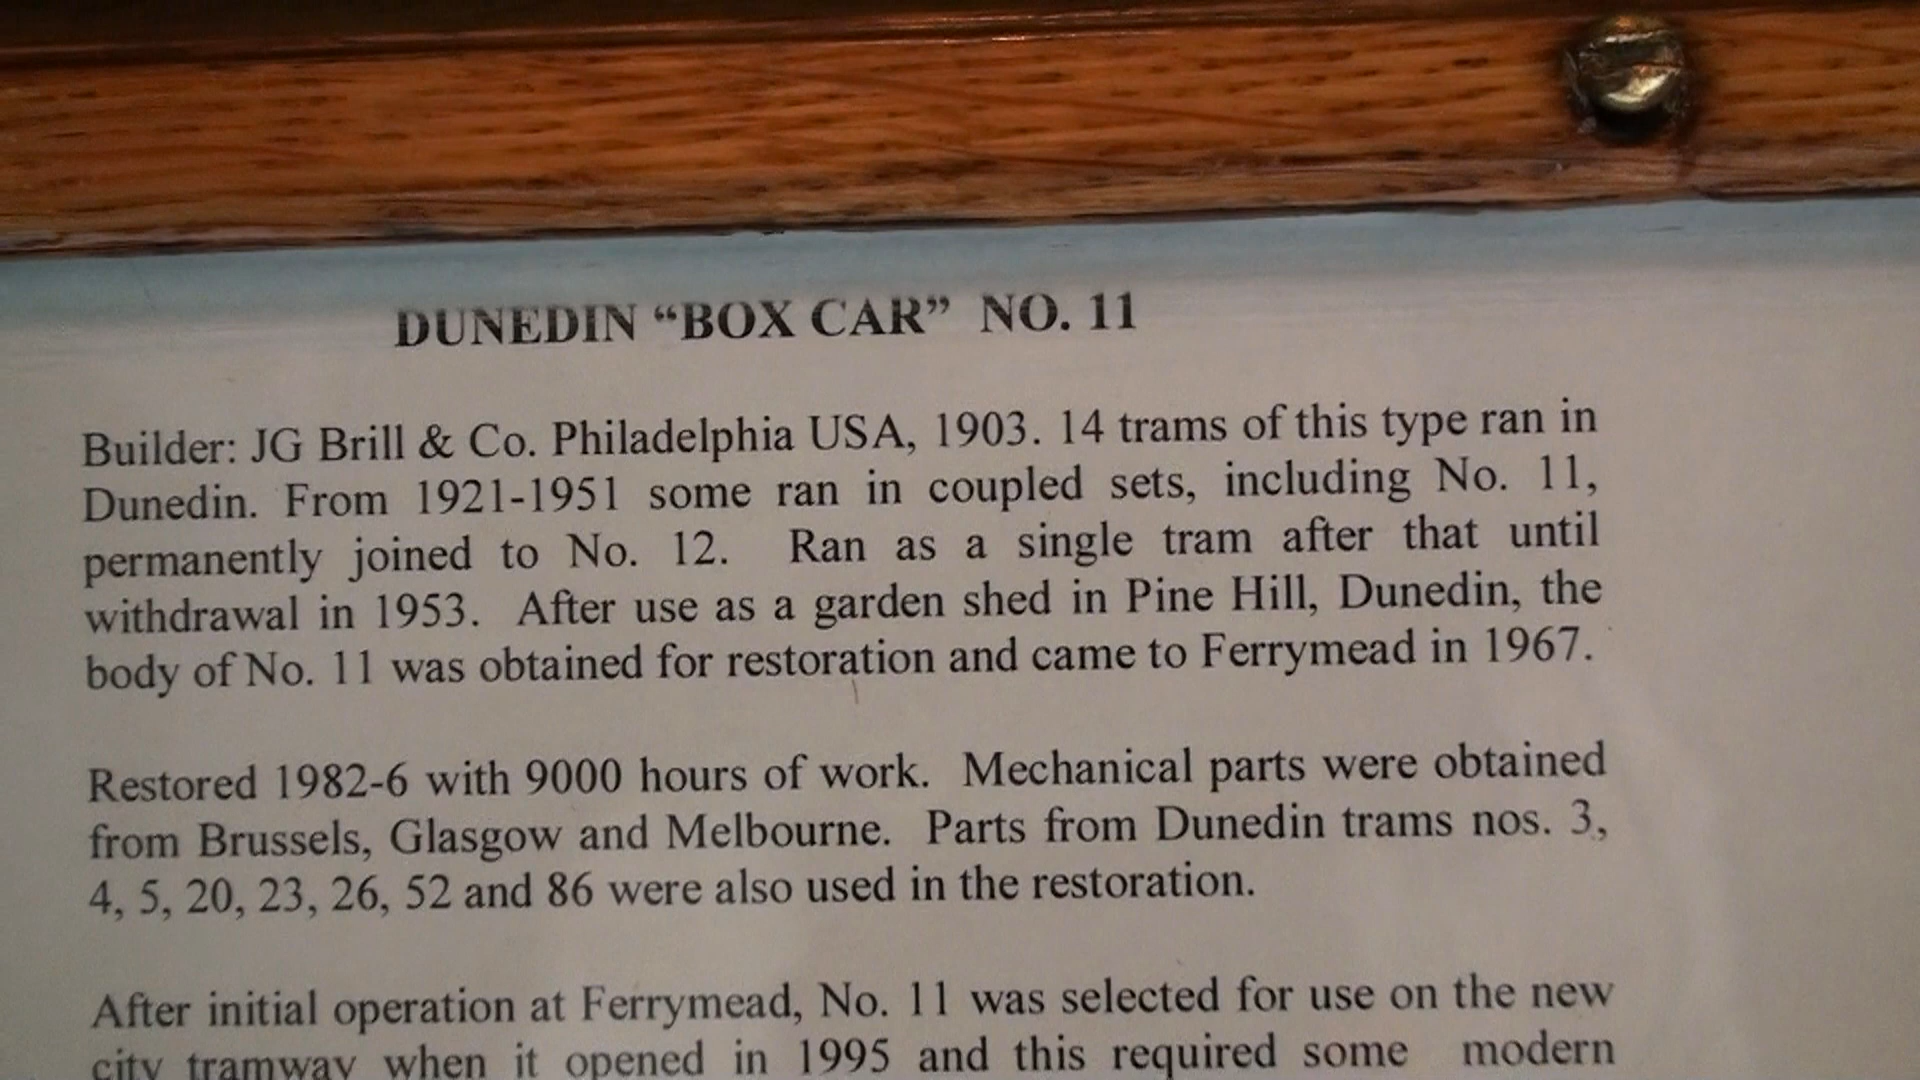 DUNEDIN “BOX CAR” NO. 11
Builder: JG Brill & Co. Philadelphia USA, 1903. 14 trams of this type ran in
Dunedin. From 1921-1951 some ran in coupled sets, including No. 11,
permanently joined to No. 12. Ran as a single tram after that until
withdrawal in 1953. After use as a garden shed in Pine Hill, Dunedin, the
body of No. 11 was obtained for restoration and came to Ferrymead in 1967.
Restored 1982-6 with 9000 hours of work. Mechanical parts were obtained
from Brussels, Glasgow and Melbourne. Parts from Dunedin trams nos. 3,
4, 5, 20, 23, 26, 52 and 86 were also used in the restoration.
After initial operation at Ferrymead, No. 11 was selected for use on the new
city tramway when it opened in 1995 and this required some modern